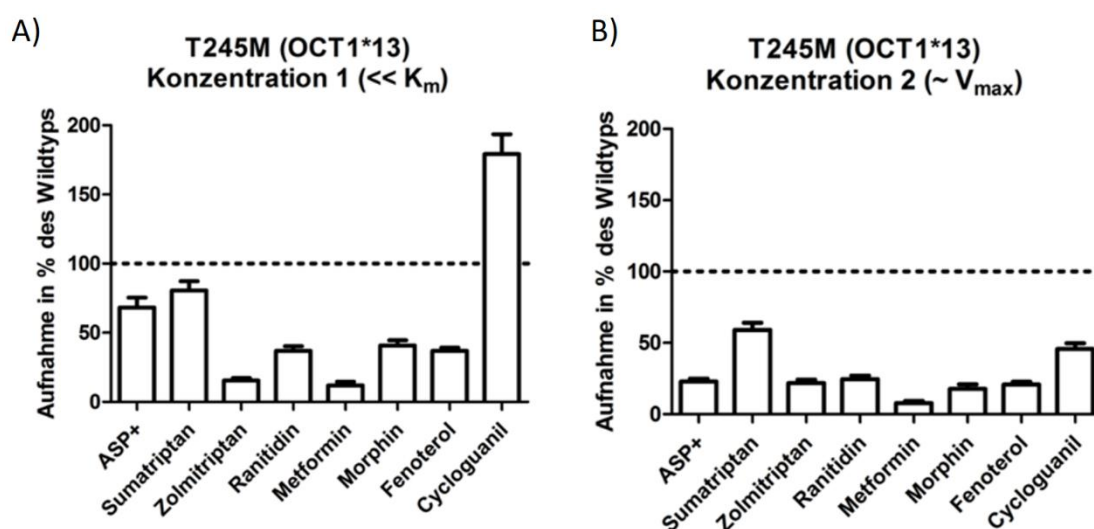 A)
T245M (OCT1*13)
Konzentration 1 (<< Km)
Aufnahme in % des Wildtyps
200
150
100
50
0
ASP+
Sumatriptan
Zolmitriptan
Ranitidin
Metformin
Morphin
Fenoterol
Cycloguanil
B)
T245M (OCT1*13)
Konzentration 2 (~ Vmax)
Aufnahme in % des Wildtyps
200
150
100
50
0
ASP+
Sumatriptan
Zolmitriptan
Ranitidin
Metformin
Morphin
Fenoterol
Cycloguanil